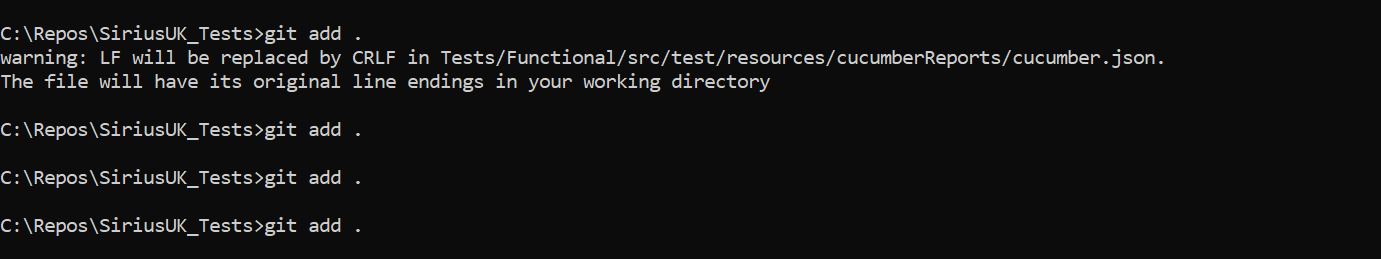 C:\Repos\SiriusUK_Tests>git add .
warning: LF will be replaced by CRLF in Tests/Functional/src/test/resources/cucumberReports/cucumber.json.
The file will have its original line endings in your working directory
C:\Repos\SiriusUK_Tests>git add .
C:\Repos\SiriusUK_Tests>git add .
C:\Repos\SiriusUK_Tests>git add .